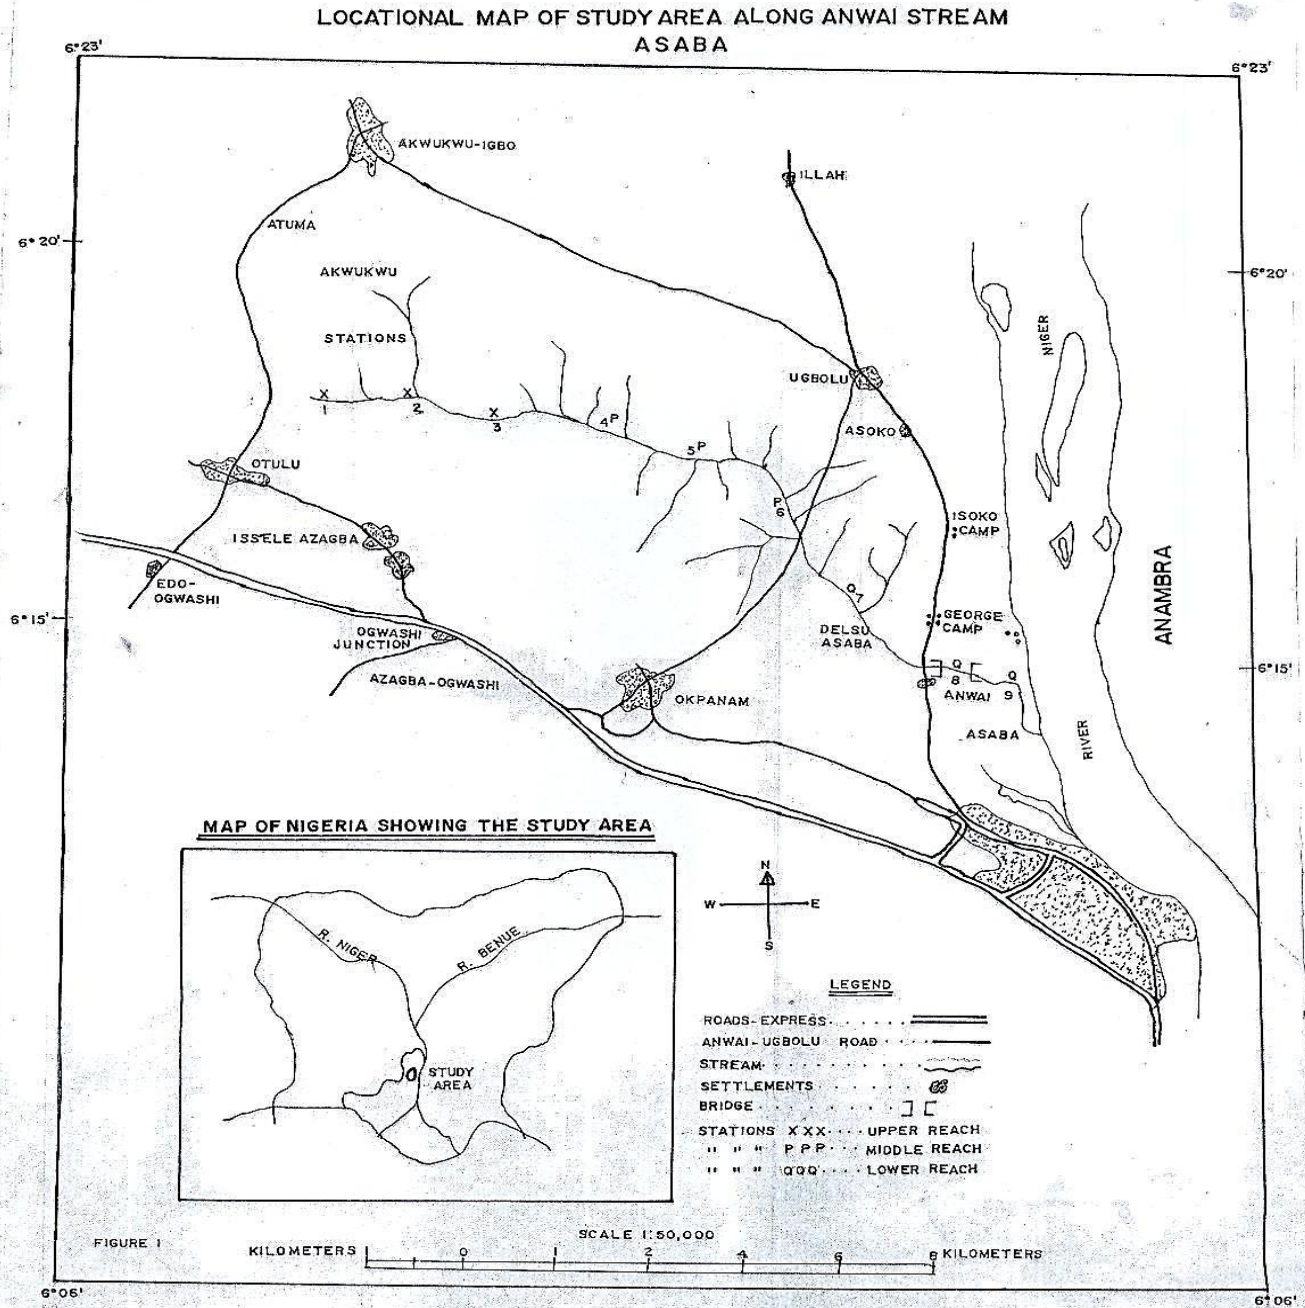 LOCATIONAL MAP OF STUDY AREA ALONG ANWAI STREAM
ASABA
6°23'
6°23'
AKWUKWU-IGBO
ILLAH
ATUMA
6°20'
6°20'
AKWUKWU
NIGER
STATIONS
UGBOLU
X
1
X
2
X
3
4P
ASOKO
5P
OTULU
P
6
ISOKO
CAMP
ISSELE AZAGBA
ANAMBRA
EDO-
OGWASHI
Q7
6°15'
GEORGE
CAMP
OGWASHI
JUNCTION
DELSU
ASABA
6°15'
AZAGBA-OGWASHI
Q
8
Q
9
ANWAI
OKPANAM
ASABA
RIVER
MAP OF NIGERIA SHOWING THE STUDY AREA
N
W
E
S
R. NIGER
R. BENUE
STUDY
AREA
LEGEND
ROADS-EXPRESS
ANWAI-UGBOLU ROAD
STREAM
SETTLEMENTS
BRIDGE
STATIONS XXX.... UPPER REACH
" " " PPP... MIDDLE REACH
" " " QQQ.... LOWER REACH
FIGURE 1
SCALE 1:50,000
KILOMETERS 0 1 2 4 6 8 KILOMETERS
6°06'
6°06'